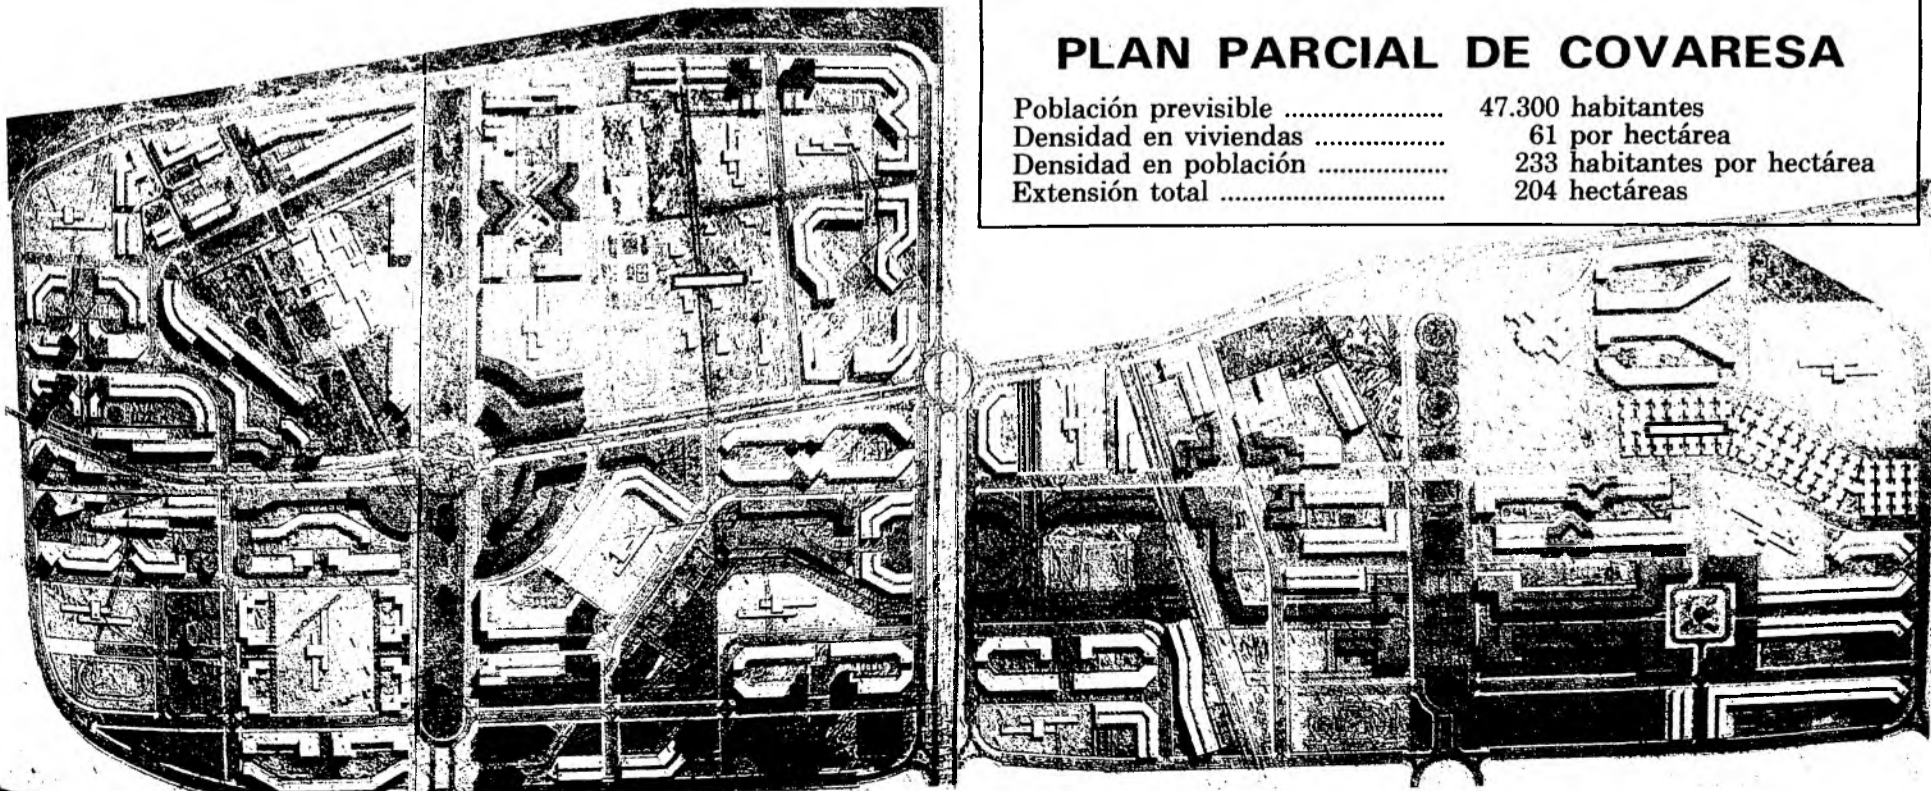 PLAN PARCIAL DE COVARESA
Población previsible ...................... 47.300 habitantes
Densidad en viviendas .................. 61 por hectárea
Densidad en población .................. 233 habitantes por hectárea
Extensión total ............................... 204 hectáreas